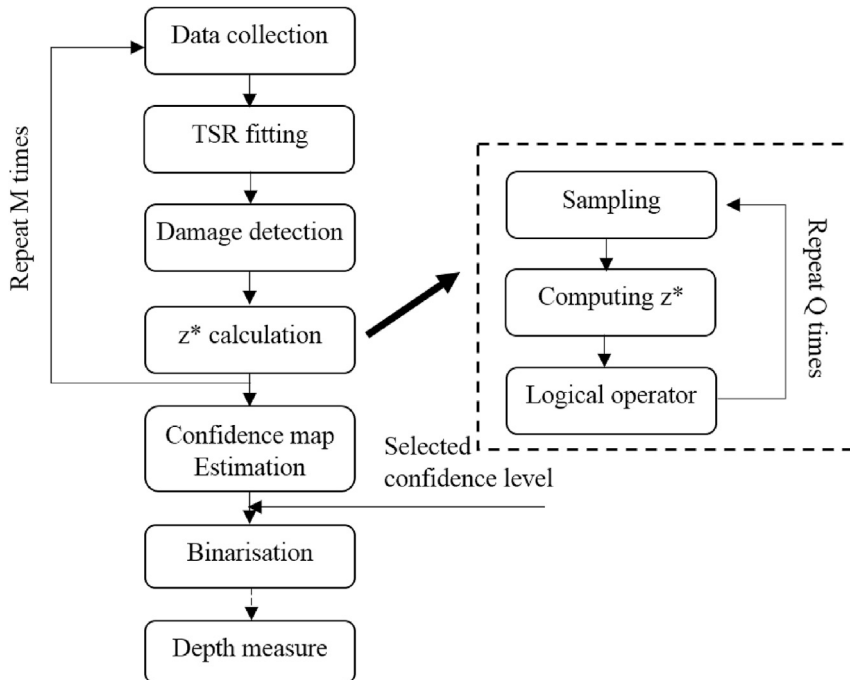 Data collection
TSR fitting
Damage detection
z* calculation
Confidence map
Estimation
Binarisation
Depth measure
Repeat M times
Selected
confidence level
Sampling
Computing z*
Logical operator
Repeat Q times